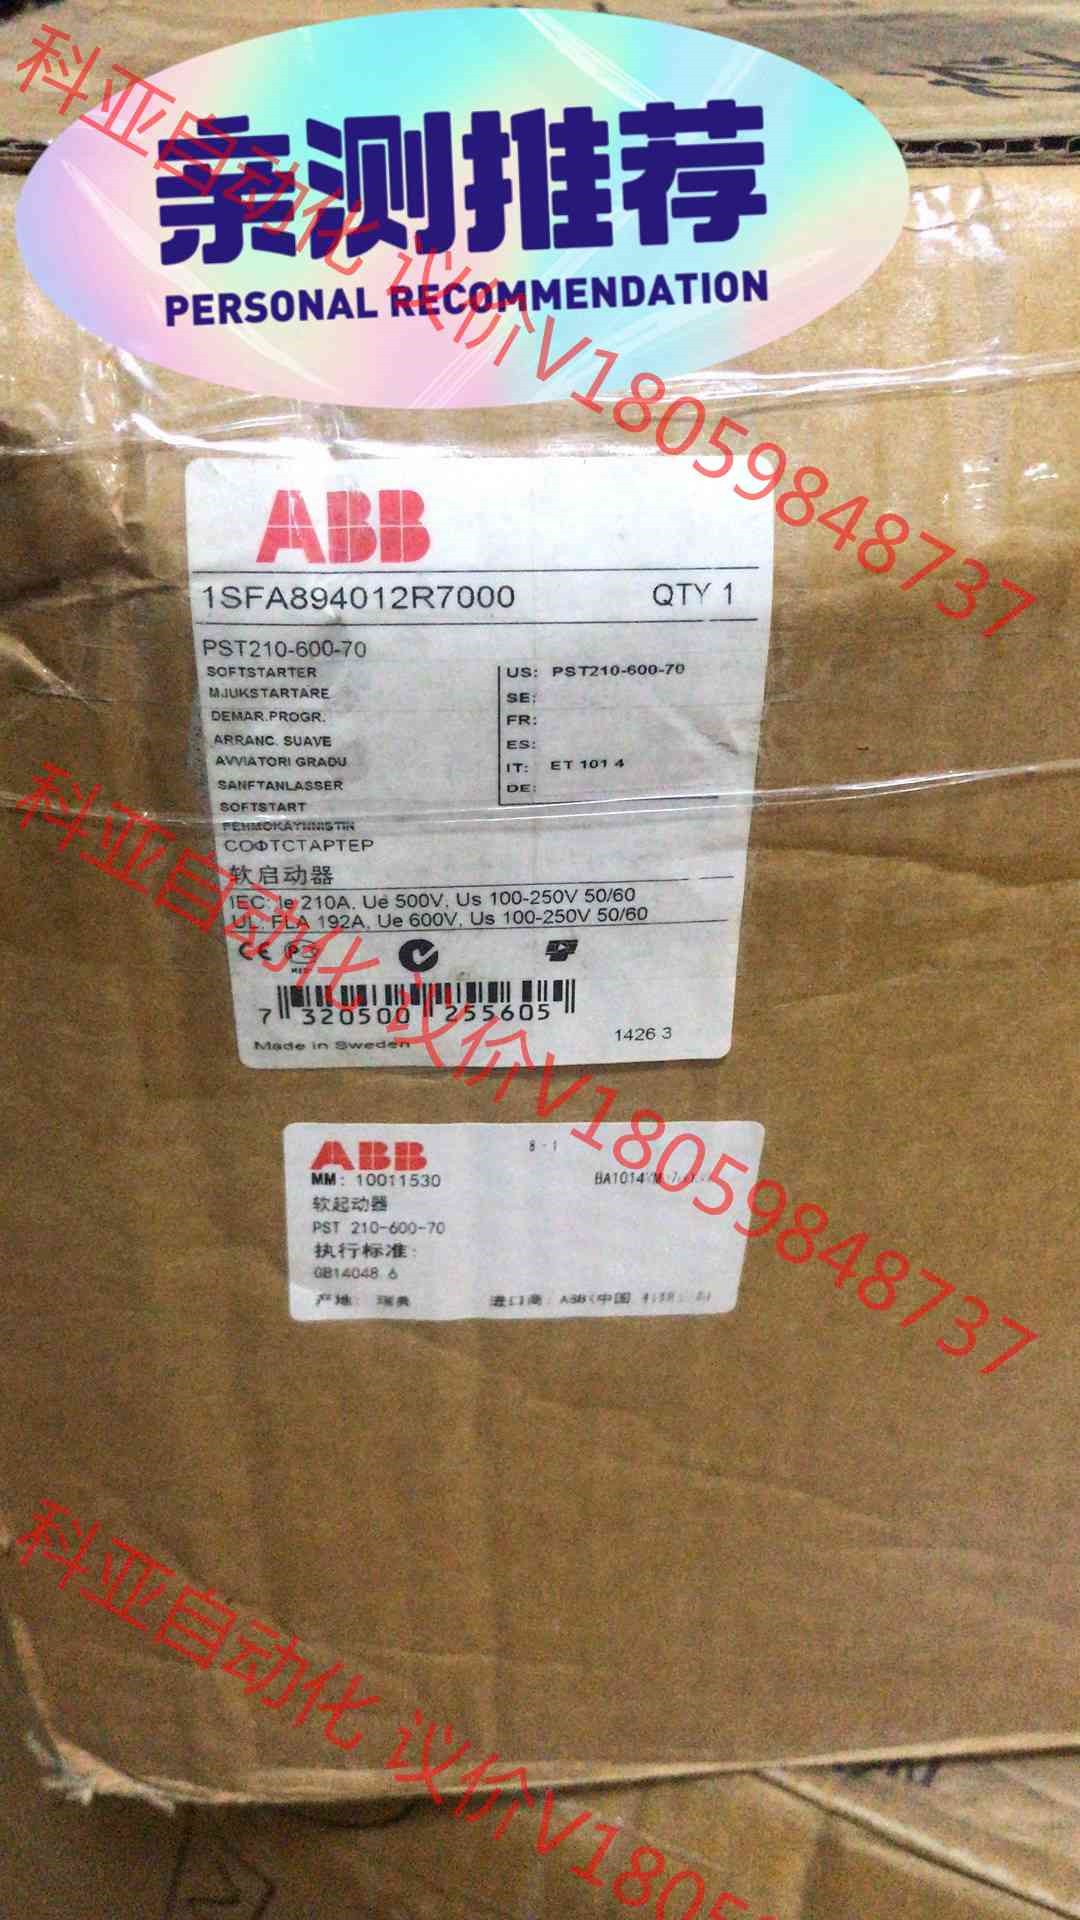 亲测推荐
PERSONAL RECOMMENDATION
科亚自动化 议价V18059848737
ABB
1SFA894012R7000 QTY 1
PST210-600-70
SOFTSTARTER
MJUKSTARTARE
DEMAR.PROGR.
ARRANC. SUAVE
AVVIATORI GRADU
SANFTANLASSER
SOFTSTART
PEHMOKAYNNISTIN
СОФТСТАРТЕР
软启动器
US: PST210-600-70
SE:
FR:
ES:
IT: ET 101 4
DE:
IEC: Ie 210A, Ue 500V, Us 100-250V 50/60
UL: FLA 192A, Ue 600V, Us 100-250V 50/60
CE
7 320500 255605
Made in Sweden
1426 3
科亚自动化 议价V18059848737
ABB
8-1
MM: 10011530
BA1014
软起动器
PST 210-600-70
执行标准:
GB14048.6
产地: 瑞典 进口商: ABB(中国
科亚自动化 议价V1805